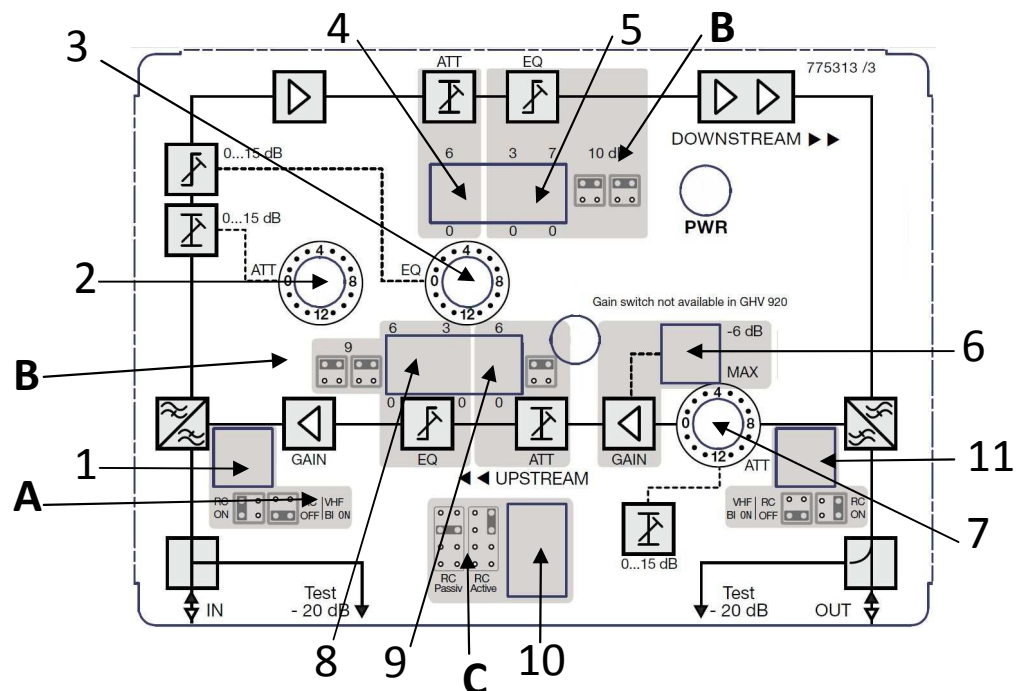 4 B 5
3
ATT EQ
775313 /3
0...15 dB
6 3 7 10 dB
DOWNSTREAM ►►
0...15 dB
0 0 0
PWR
ATT 0 4 8 12
EQ 0 4 8 12
2
Gain switch not available in GHV 920
6 3 6
-6 dB
6
9
B
MAX
0 0 0
0 4 8 12
GAIN
EQ
ATT
GAIN
ATT
11
1
◄◄ UPSTREAM
A
RC ON
RC OFF
VHF BI ON
VHF BI ON
RC OFF
RC ON
7
0...15 dB
RC Passiv
RC Active
Test
- 20 dB
Test
- 20 dB
IN
OUT
8 9 C 10